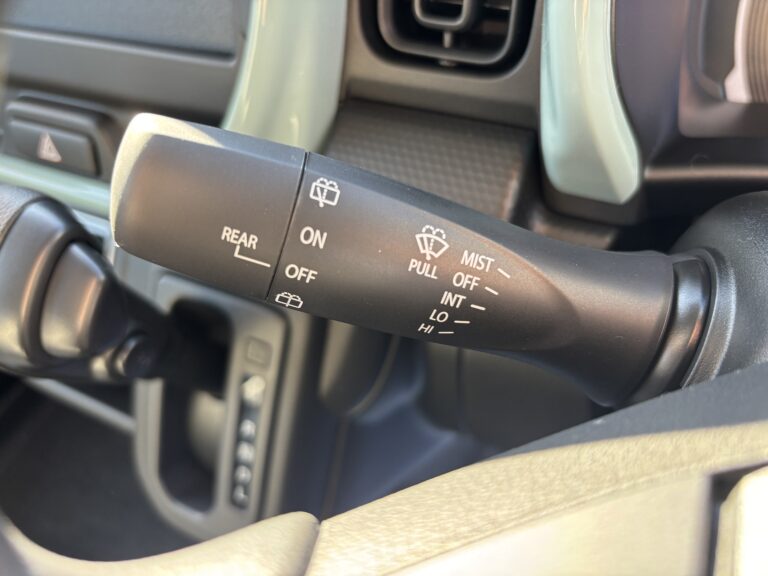 REAR
ON
OFF
PULL
MIST
OFF
INT
LO
HI